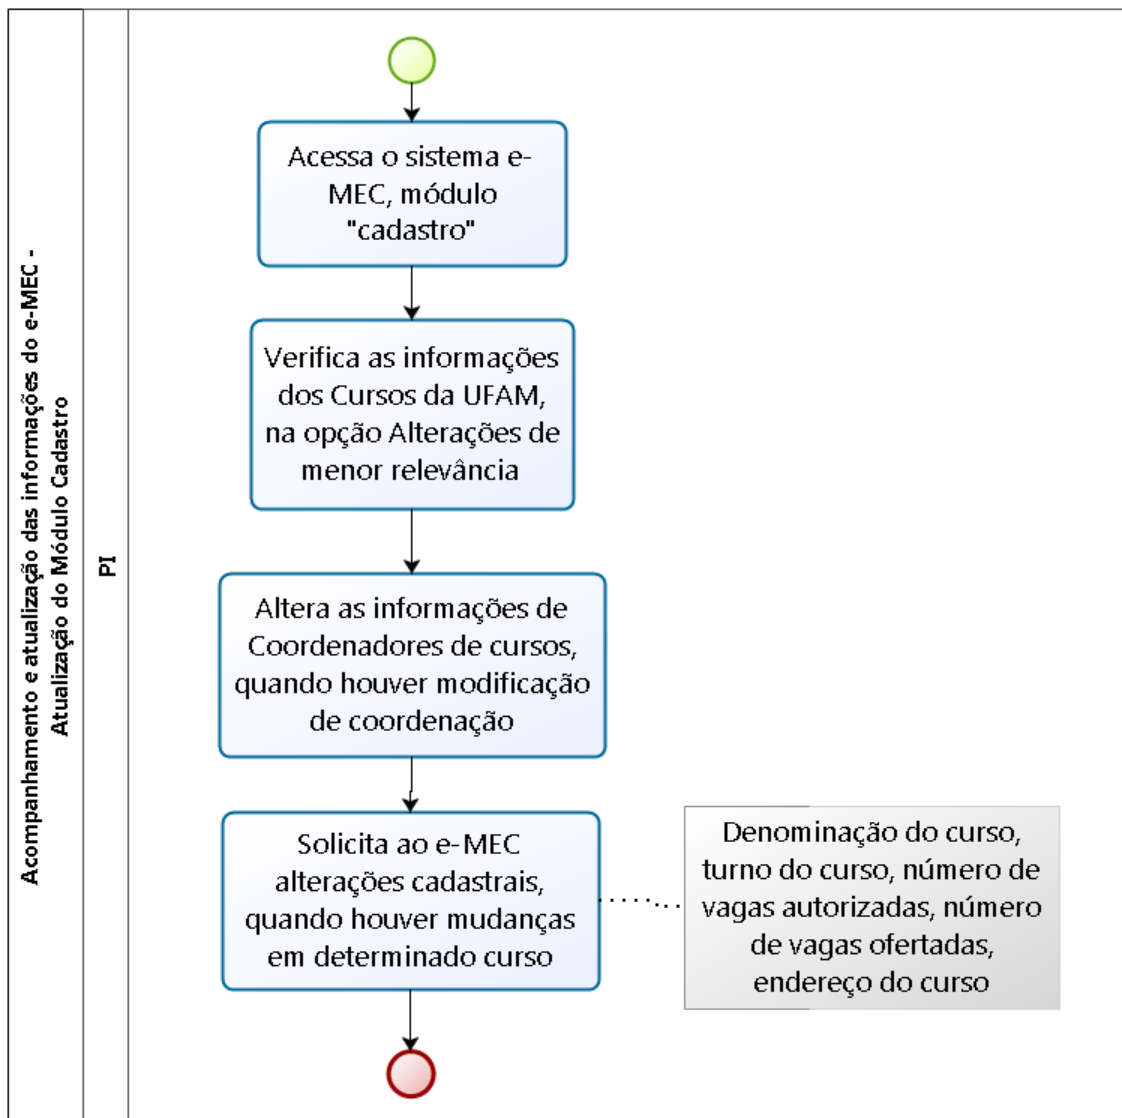 Acompanhamento e atualização das informações do e-MEC -
Atualização do Módulo Cadastro
PI
Acessa o sistema e-
MEC, módulo
"cadastro"
Verifica as informações
dos Cursos da UFAM,
na opção Alterações de
menor relevância
Altera as informações de
Coordenadores de cursos,
quando houver modificação
de coordenação
Solicita ao e-MEC
alterações cadastrais,
quando houver mudanças
em determinado curso
Denominação do curso,
turno do curso, número de
vagas autorizadas, número
de vagas ofertadas,
endereço do curso